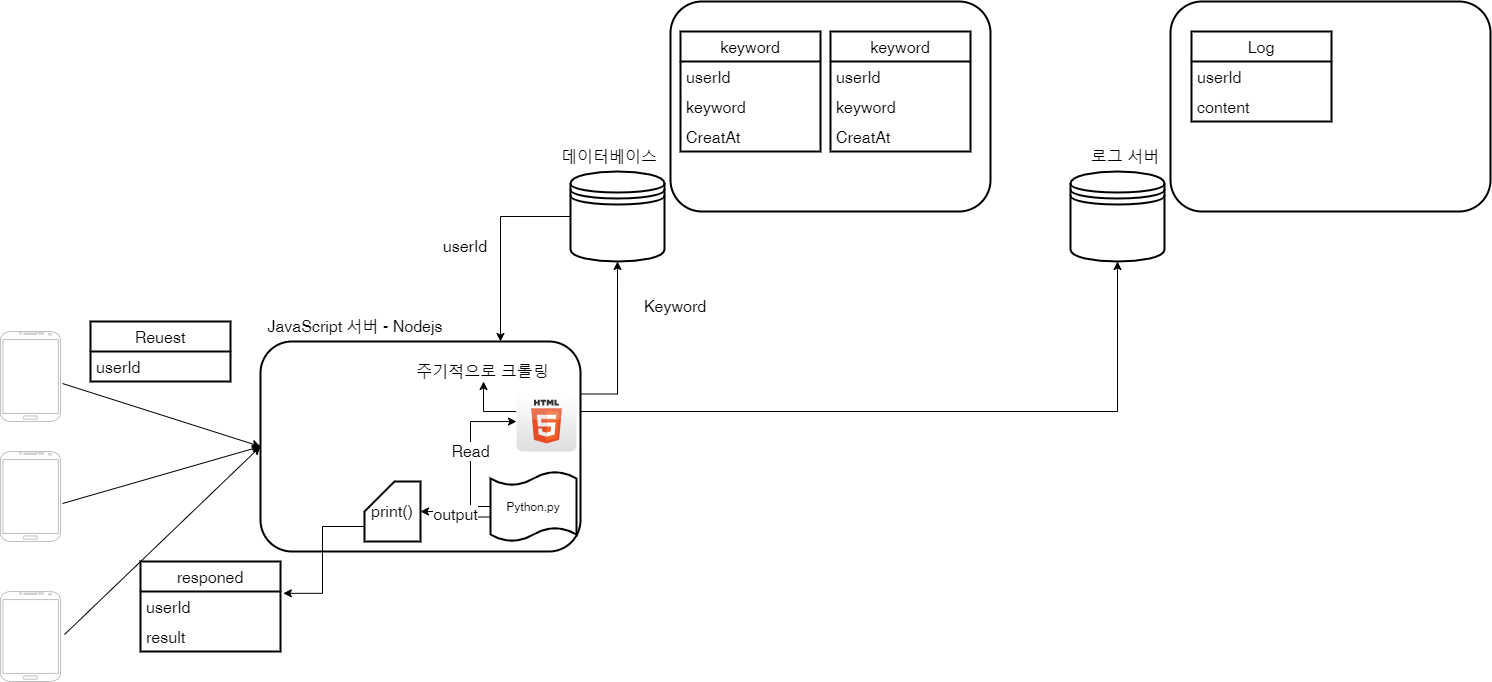 keyword
userId
keyword
CreatAt
keyword
userId
keyword
CreatAt
Log
userId
content
데이터베이스
로그 서버
userId
Keyword
Reuest
userId
JavaScript 서버 - Nodejs
주기적으로 크롤링
HTML
5
Read
Python.py
print()
output
responed
userId
result